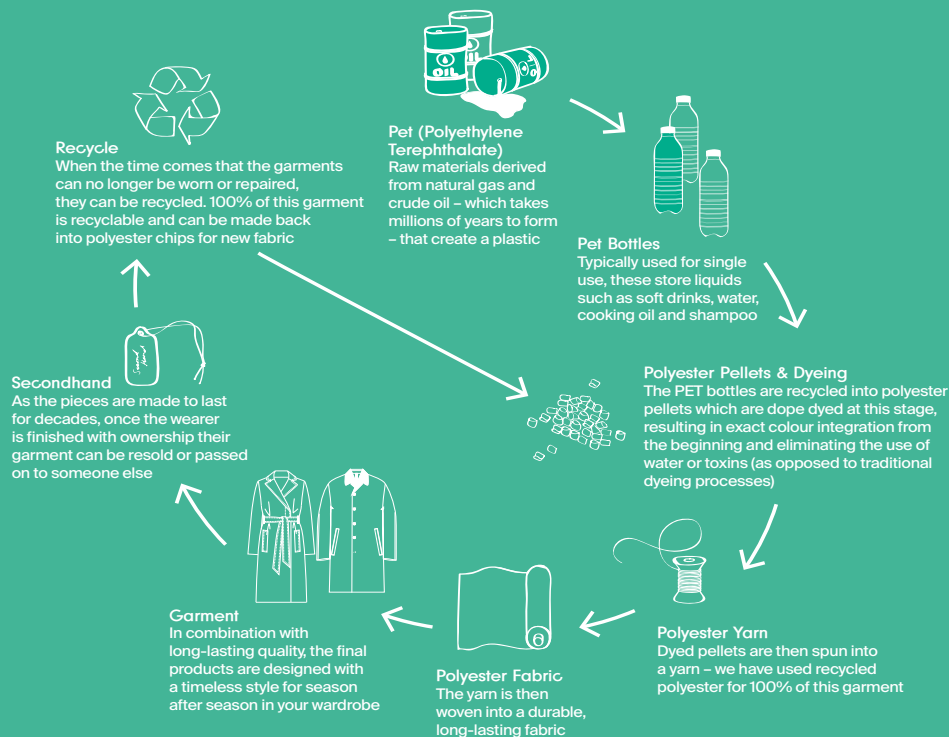 OIL
OIL
Pet (Polyethylene
Terephthalate)
Raw materials derived
from natural gas and
crude oil – which takes
millions of years to form
– that create a plastic
Pet Bottles
Typically used for single
use, these store liquids
such as soft drinks, water,
cooking oil and shampoo
Polyester Pellets & Dyeing
The PET bottles are recycled into polyester
pellets which are dope dyed at this stage,
resulting in exact colour integration from
the beginning and eliminating the use of
water or toxins (as opposed to traditional
dyeing processes)
Polyester Yarn
Dyed pellets are then spun into
a yarn – we have used recycled
polyester for 100% of this garment
Polyester Fabric
The yarn is then
woven into a durable,
long-lasting fabric
Garment
In combination with
long-lasting quality, the final
products are designed with
a timeless style for season
after season in your wardrobe
Second
Hand
Secondhand
As the pieces are made to last
for decades, once the wearer
is finished with ownership their
garment can be resold or passed
on to someone else
Recycle
When the time comes that the garments
can no longer be worn or repaired,
they can be recycled. 100% of this garment
is recyclable and can be made back
into polyester chips for new fabric